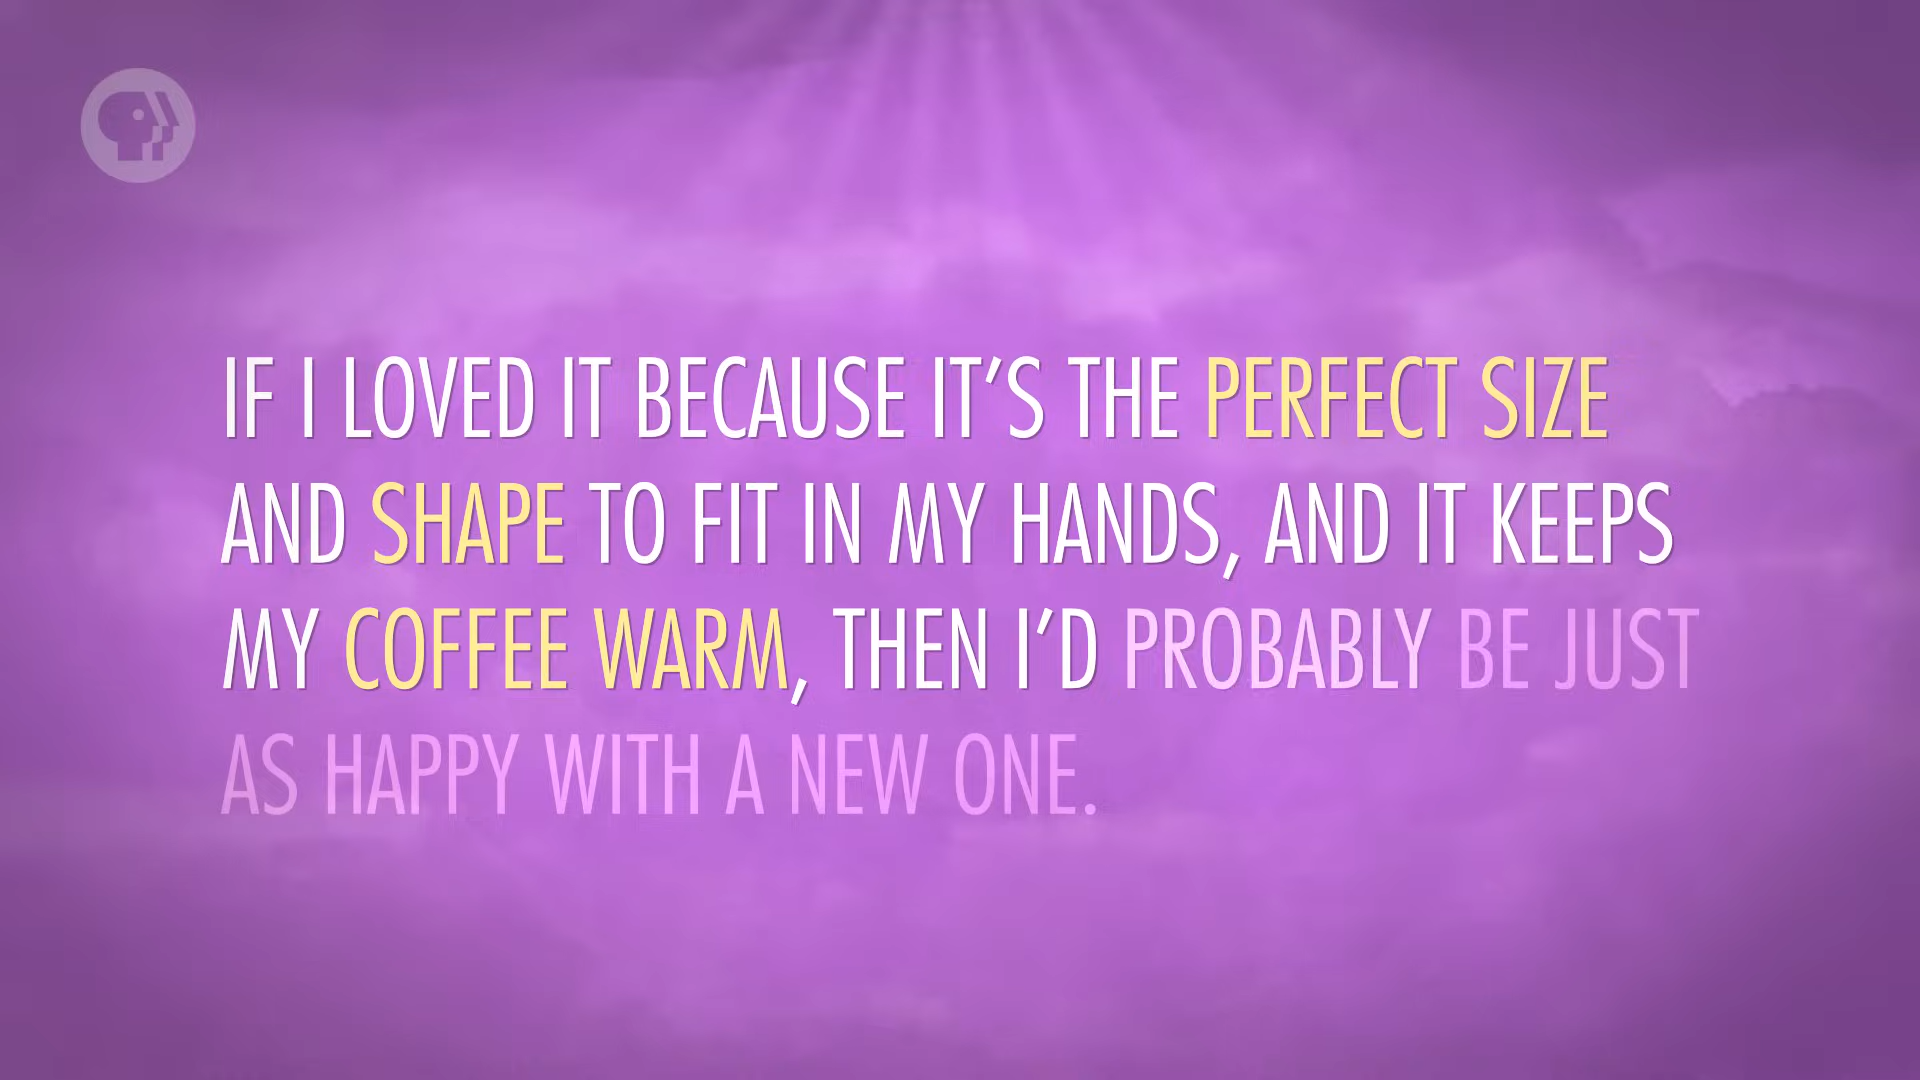 IF I LOVED IT BECAUSE IT’S THE PERFECT SIZE
AND SHAPE TO FIT IN MY HANDS, AND IT KEEPS
MY COFFEE WARM, THEN I’D PROBABLY BE JUST
AS HAPPY WITH A NEW ONE.